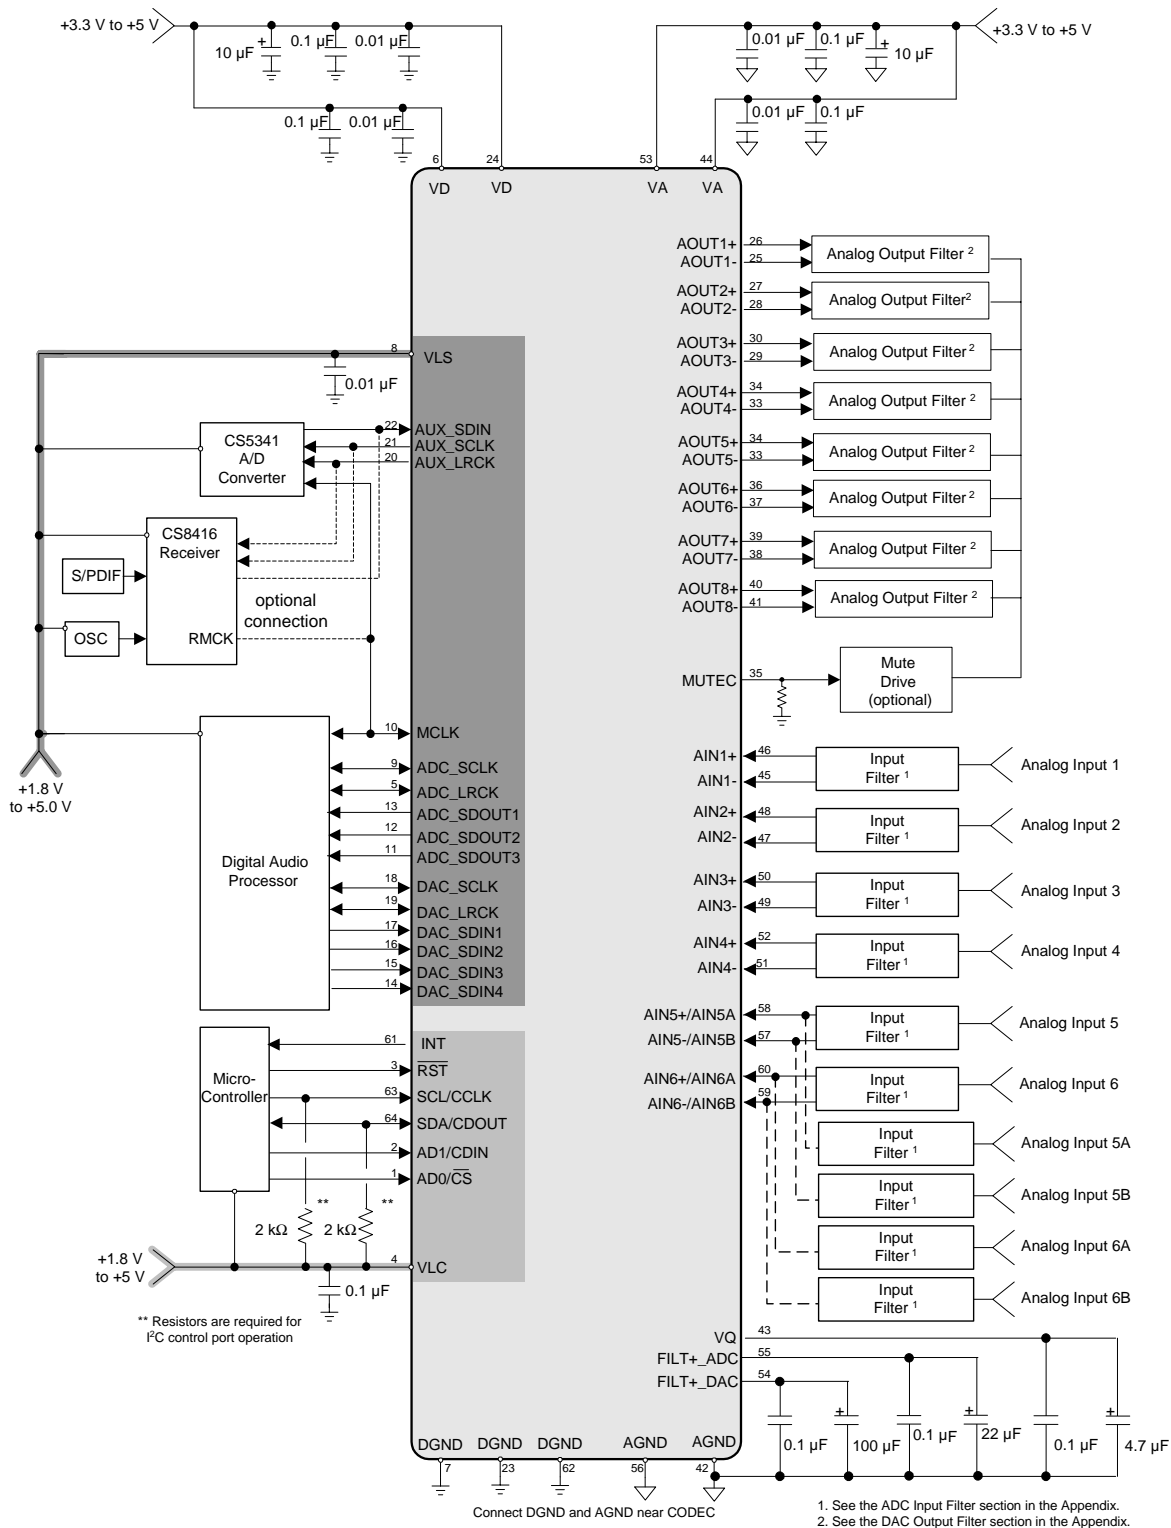 +3.3 V to +5 V
10 µF
+
0.1 µF
0.01 µF
0.1 µF
0.01 µF
0.01 µF
0.1 µF
+
10 µF
+3.3 V to +5 V
0.01 µF
0.1 µF
6
24
53
44
VD
VD
VA
VA
AOUT1+
26
AOUT1-
25
Analog Output Filter 2
AOUT2+
27
AOUT2-
28
Analog Output Filter2
AOUT3+
30
AOUT3-
29
Analog Output Filter 2
AOUT4+
34
AOUT4-
33
Analog Output Filter 2
AOUT5+
34
AOUT5-
33
Analog Output Filter 2
AOUT6+
36
AOUT6-
37
Analog Output Filter 2
AOUT7+
39
AOUT7-
38
Analog Output Filter 2
AOUT8+
40
AOUT8-
41
Analog Output Filter 2
MUTEC
35
Mute
Drive
(optional)
8
VLS
0.01 µF
CS5341
A/D
Converter
22
AUX_SDIN
21
AUX_SCLK
20
AUX_LRCK
CS8416
Receiver
S/PDIF
OSC
RMCK
optional
connection
+1.8 V
to +5.0 V
Digital Audio
Processor
10
MCLK
9
ADC_SCLK
5
ADC_LRCK
13
ADC_SDOUT1
12
ADC_SDOUT2
11
ADC_SDOUT3
18
DAC_SCLK
19
DAC_LRCK
17
DAC_SDIN1
16
DAC_SDIN2
15
DAC_SDIN3
14
DAC_SDIN4
AIN1+
46
AIN1-
45
Input
Filter 1
Analog Input 1
AIN2+
48
AIN2-
47
Input
Filter 1
Analog Input 2
AIN3+
50
AIN3-
49
Input
Filter 1
Analog Input 3
AIN4+
52
AIN4-
51
Input
Filter 1
Analog Input 4
AIN5+/AIN5A
58
AIN5-/AIN5B
57
Input
Filter 1
Analog Input 5
AIN6+/AIN6A
60
AIN6-/AIN6B
59
Input
Filter 1
Analog Input 6
Input
Filter 1
Analog Input 5A
Input
Filter 1
Analog Input 5B
Input
Filter 1
Analog Input 6A
Input
Filter 1
Analog Input 6B
Micro-
Controller
61
INT
3
RST
63
SCL/CCLK
64
SDA/CDOUT
2
AD1/CDIN
1
AD0/CS
**
2 kΩ
**
2 kΩ
+1.8 V
to +5 V
4
VLC
0.1 µF
** Resistors are required for
I2C control port operation
VQ
43
FILT+_ADC
55
FILT+_DAC
54
0.1 µF
+
100 µF
0.1 µF
+
22 µF
0.1 µF
+
4.7 µF
DGND
DGND
DGND
AGND
AGND
7
23
62
56
42
Connect DGND and AGND near CODEC
1. See the ADC Input Filter section in the Appendix.
2. See the DAC Output Filter section in the Appendix.